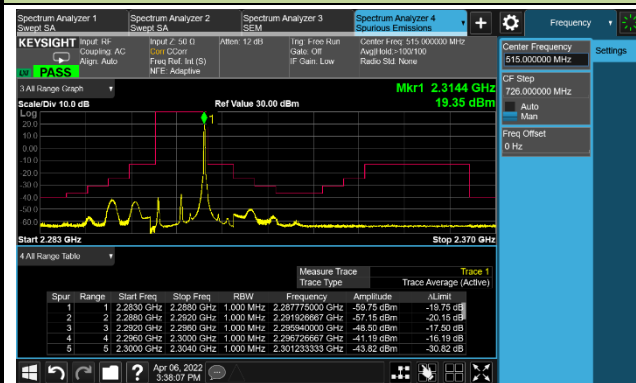 Spectrum Analyzer 1
Swept SA
Spectrum Analyzer 2
Swept SA
Spectrum Analyzer 3
SEM
Spectrum Analyzer 4
Spurious Emissions
Frequency
KEYSIGHT
Input: RF
Coupling: AC
Align: Auto
Input Z: 50 Ω
Corr CCorr
Freq Ref: Int (S)
NFE: Adaptive
Atten: 12 dB
Trig: Free Run
Gate: Off
IF Gain: Low
Center Freq: 515.000000 MHz
Avg|Hold:>100/100
Radio Std: None
PASS
Center Frequency
515.000000 MHz
Settings
CF Step
726.000000 MHz
Auto
Man
Freq Offset
0 Hz
3 All Range Graph
Mkr1 2.3144 GHz
Scale/Div 10.0 dB
Ref Value 30.00 dBm
19.35 dBm
Log
20.0
10.0
0.00
-10.0
-20.0
-30.0
-40.0
-50.0
-60.0
1
Start 2.283 GHz
Stop 2.370 GHz
4 All Range Table
Measure Trace Trace 1
Trace Type Trace Average (Active)
Spur Range Start Freq Stop Freq RBW Frequency Amplitude ΔLimit
1 1 2.2830 GHz 2.2880 GHz 1.000 MHz 2.287775000 GHz -59.75 dBm -19.75 dB
2 2 2.2880 GHz 2.2920 GHz 1.000 MHz 2.291926667 GHz -57.15 dBm -20.15 dB
3 3 2.2920 GHz 2.2960 GHz 1.000 MHz 2.295940000 GHz -48.50 dBm -17.50 dB
4 4 2.2960 GHz 2.3000 GHz 1.000 MHz 2.296726667 GHz -41.19 dBm -16.19 dB
5 5 2.3000 GHz 2.3040 GHz 1.000 MHz 2.301233333 GHz -43.82 dBm -30.82 dB
Apr 06, 2022
3:38:07 PM